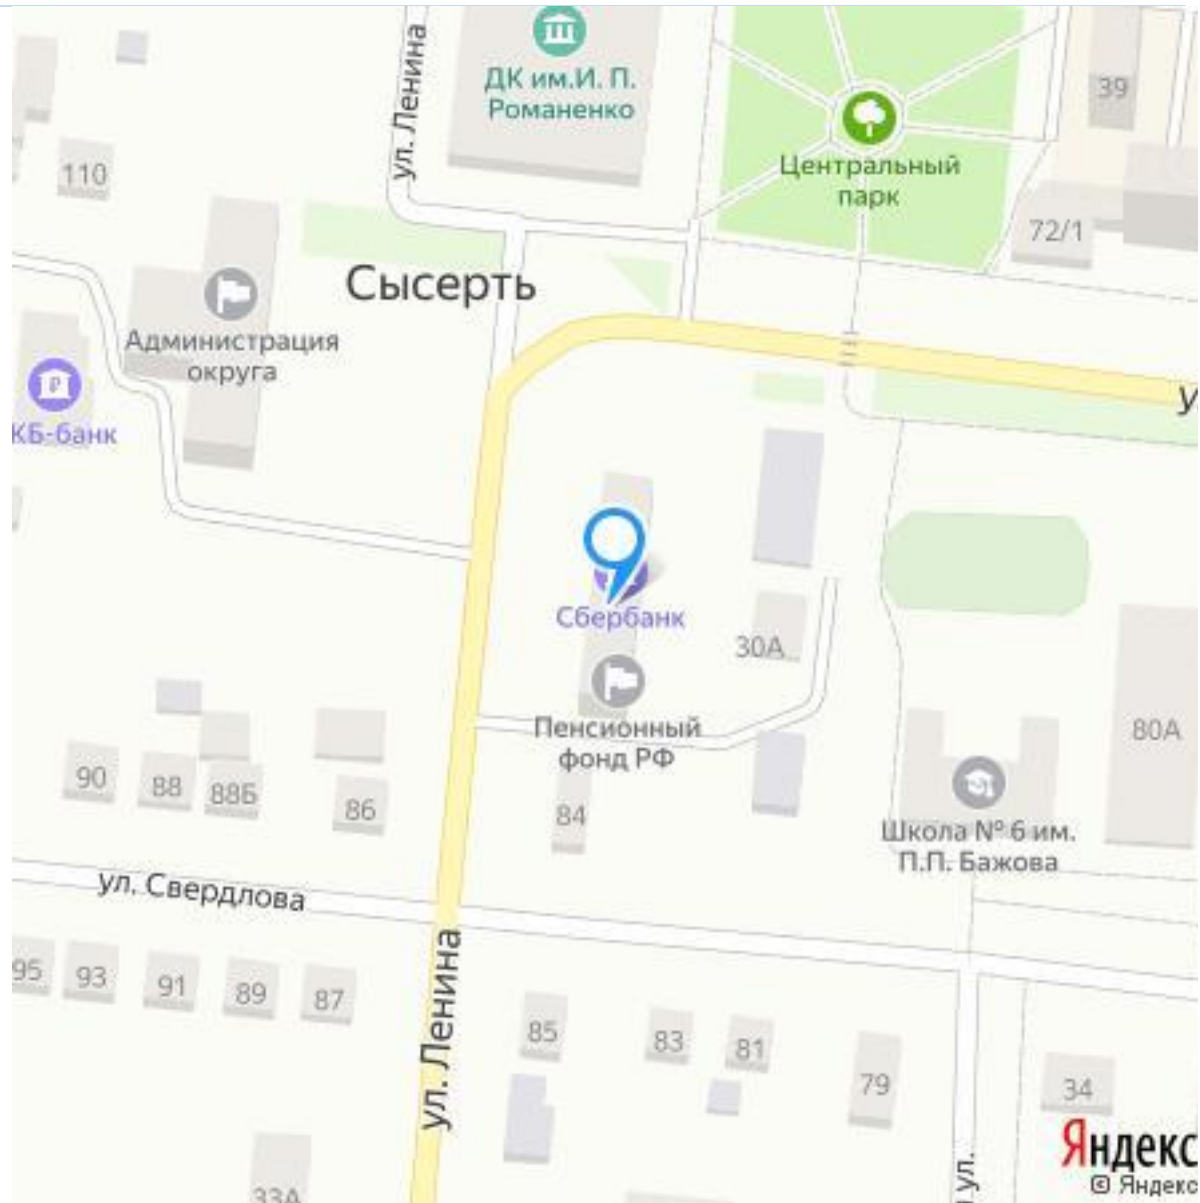 ул. Ленина
ДК им.И. П.
Романенко
39
Центральный
парк
110
72/1
Сысерть
Администрация
округа
КБ-банк
Сбербанк
30А
Пенсионный
фонд РФ
80А
90
88
88Б
86
84
Школа № 6 им.
П.П. Бажова
ул. Свердлова
ул. Ленина
95
93
91
89
87
85
83
81
79
34
33А
ул.
Яндекс
© Яндекс